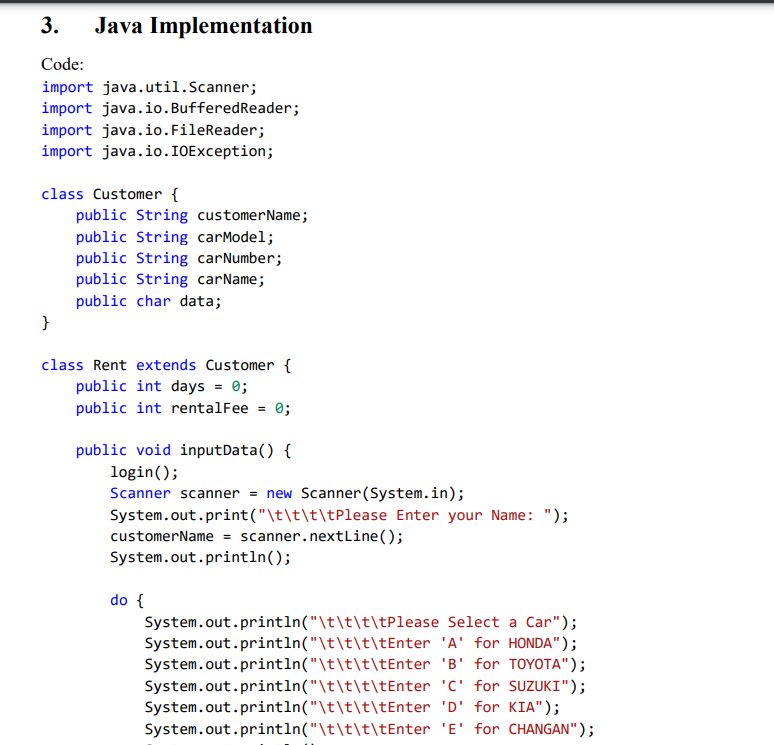 3. Java Implementation
Code:
import java.util.Scanner;
import java.io.BufferedReader;
import java.io.FileReader;
import java.io.IOException;

class Customer {
    public String customerName;
    public String carModel;
    public String carNumber;
    public String carName;
    public char data;
}

class Rent extends Customer {
    public int days = 0;
    public int rentalFee = 0;

    public void inputData() {
        login();
        Scanner scanner = new Scanner(System.in);
        System.out.print("\t\t\t\tPlease Enter your Name: ");
        customerName = scanner.nextLine();
        System.out.println();

        do {
            System.out.println("\t\t\t\tPlease Select a Car");
            System.out.println("\t\t\t\tEnter 'A' for HONDA");
            System.out.println("\t\t\t\tEnter 'B' for TOYOTA");
            System.out.println("\t\t\t\tEnter 'C' for SUZUKI");
            System.out.println("\t\t\t\tEnter 'D' for KIA");
            System.out.println("\t\t\t\tEnter 'E' for CHANGAN");